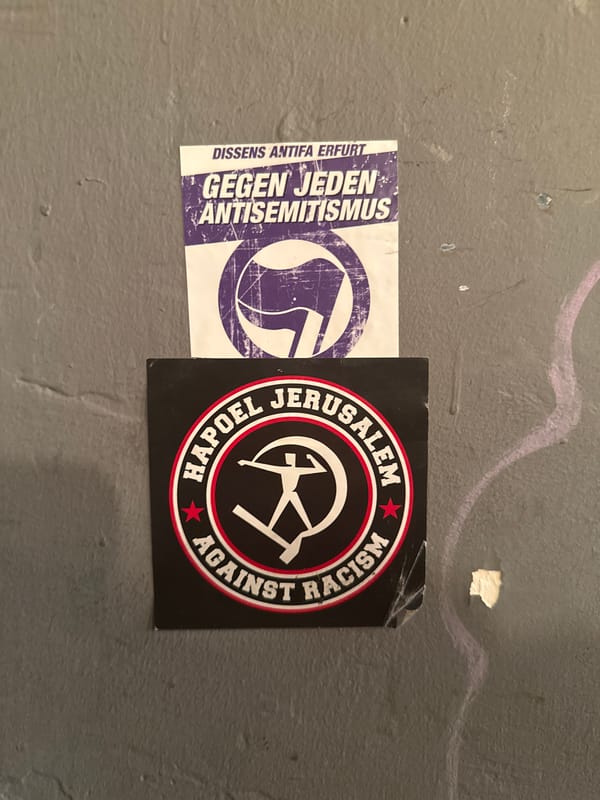 DISSENS ANTIFA ERFURT
GEGEN JEDEN
ANTISEMITISMUS
HAPOEL JERUSALEM
AGAINST RACISM